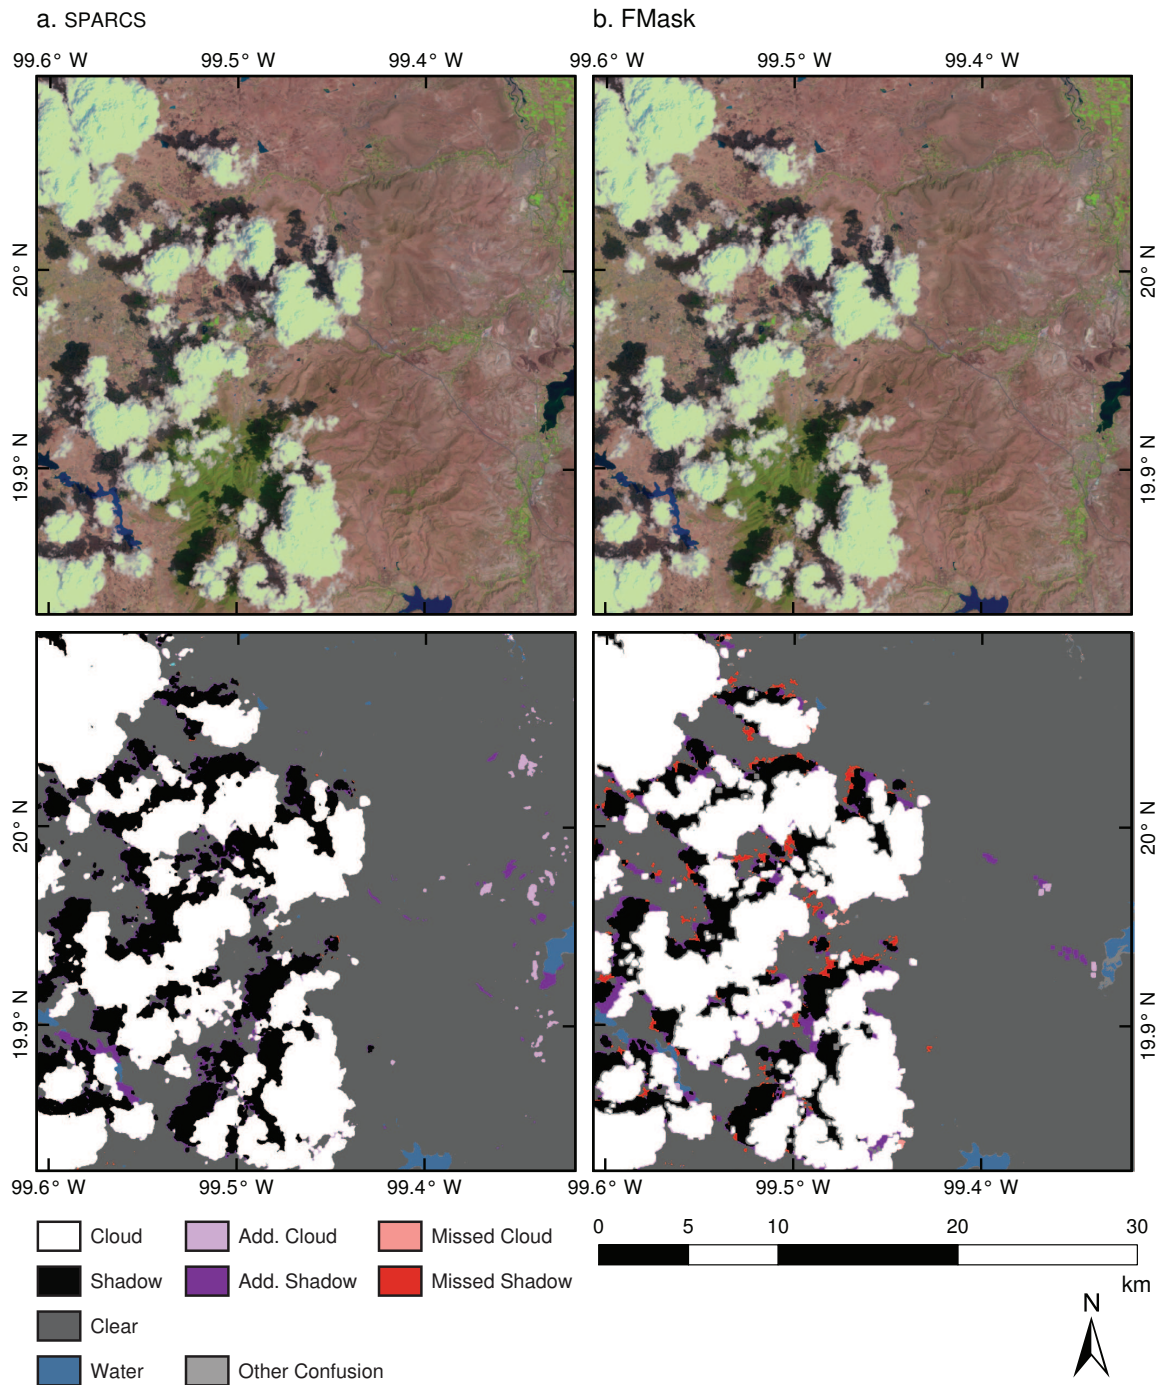 a. SPARCS
b. FMask
99.6° W 99.5° W 99.4° W 99.6° W 99.5° W 99.4° W
20° N
19.9° N
20° N
19.9° N
20° N
19.9° N
20° N
19.9° N
99.6° W 99.5° W 99.4° W 99.6° W 99.5° W 99.4° W
Cloud Add. Cloud Missed Cloud
Shadow Add. Shadow Missed Shadow
Clear
Water Other Confusion
0 5 10 20 30
km
N